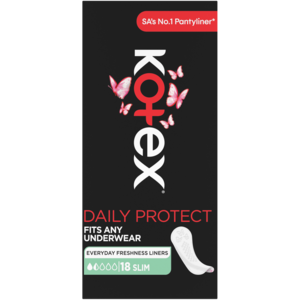 SA's No.1 Pantyliner*
Kotex
DAILY PROTECT
FITS ANY
UNDERWEAR
EVERYDAY FRESHNESS LINERS
18 SLIM